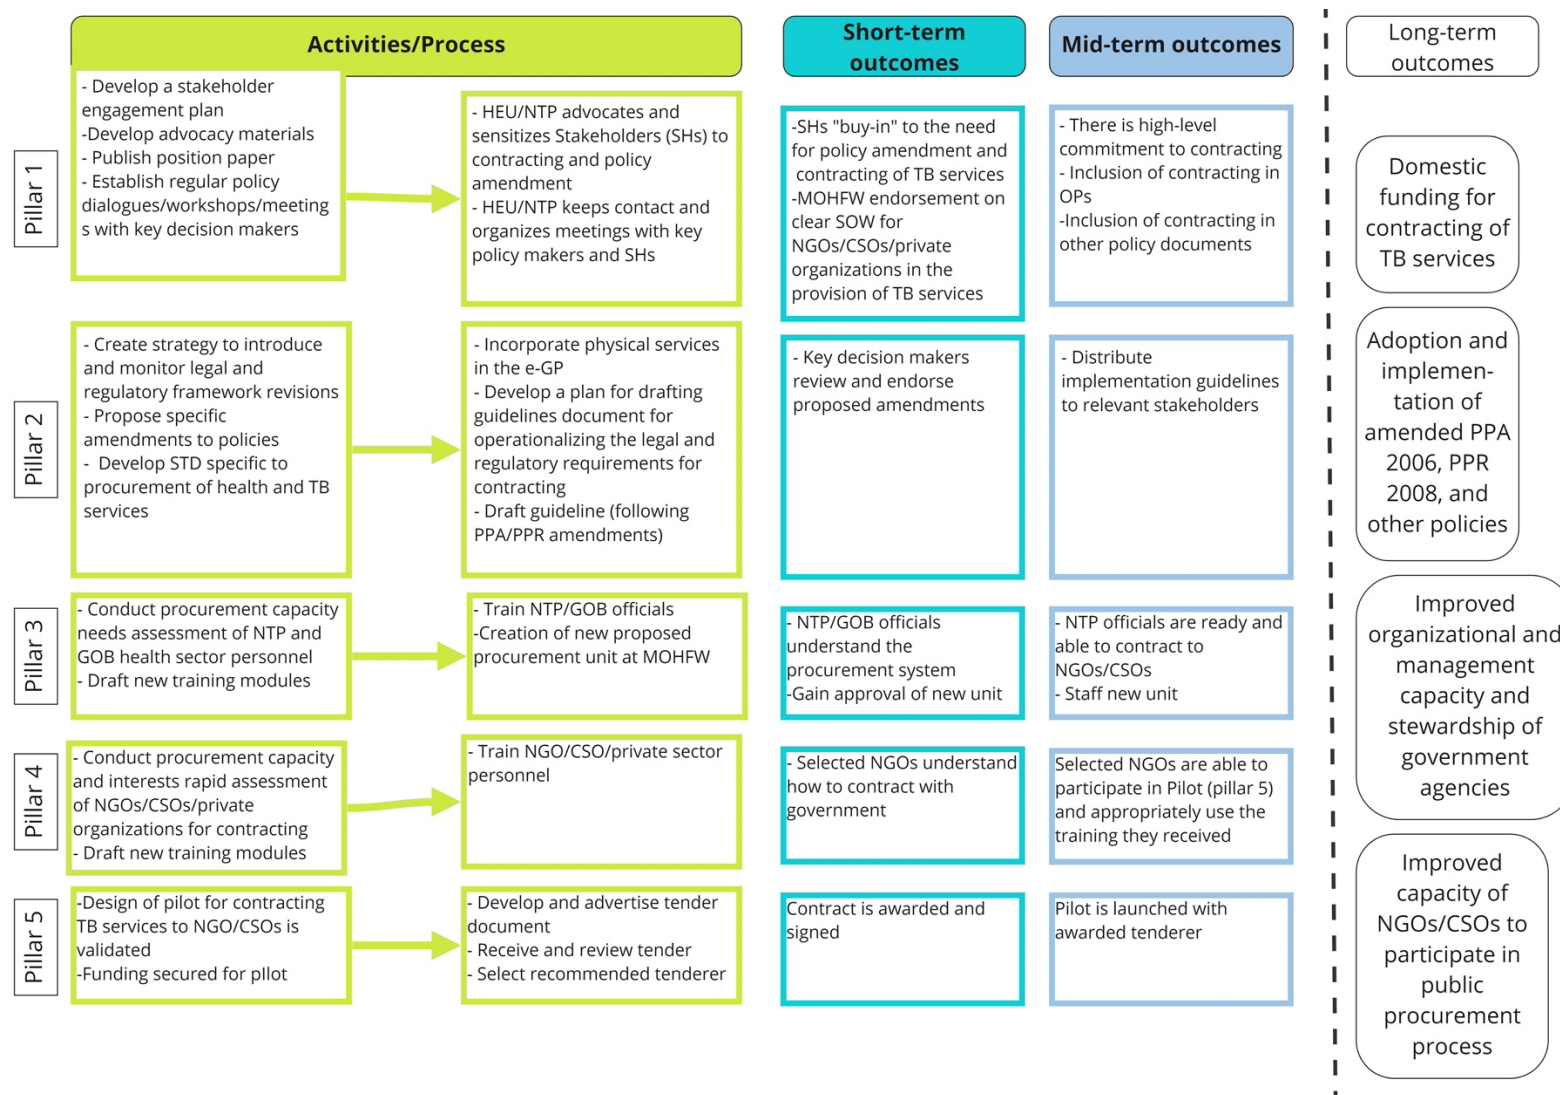 Activities/Process
Short-term
outcomes
Mid-term outcomes
Long-term
outcomes
Pillar 1
- Develop a stakeholder
engagement plan
-Develop advocacy materials
- Publish position paper
- Establish regular policy
dialogues/workshops/meeting
s with key decision makers
- HEU/NTP advocates and
sensitizes Stakeholders (SHs) to
contracting and policy
amendment
- HEU/NTP keeps contact and
organizes meetings with key
policy makers and SHs
-SHs "buy-in" to the need
for policy amendment and
contracting of TB services
-MOHFW endorsement on
clear SOW for
NGOs/CSOs/private
organizations in the
provision of TB services
- There is high-level
commitment to contracting
- Inclusion of contracting in
OPs
-Inclusion of contracting in
other policy documents
Pillar 2
- Create strategy to introduce
and monitor legal and
regulatory framework revisions
- Propose specific
amendments to policies
- Develop STD specific to
procurement of health and TB
services
- Incorporate physical services
in the e-GP
- Develop a plan for drafting
guidelines document for
operationalizing the legal and
regulatory requirements for
contracting
- Draft guideline (following
PPA/PPR amendments)
- Key decision makers
review and endorse
proposed amendments
- Distribute
implementation guidelines
to relevant stakeholders
Pillar 3
- Conduct procurement capacity
needs assessment of NTP and
GOB health sector personnel
- Draft new training modules
- Train NTP/GOB officials
-Creation of new proposed
procurement unit at MOHFW
- NTP/GOB officials
understand the
procurement system
-Gain approval of new unit
- NTP officials are ready and
able to contract to
NGOs/CSOs
- Staff new unit
Pillar 4
- Conduct procurement capacity
and interests rapid assessment
of NGOs/CSOs/private
organizations for contracting
- Draft new training modules
- Train NGO/CSO/private sector
personnel
- Selected NGOs understand
how to contract with
government
Selected NGOs are able to
participate in Pilot (pillar 5)
and appropriately use the
training they received
Pillar 5
-Design of pilot for contracting
TB services to NGO/CSOs is
validated
-Funding secured for pIlot
- Develop and advertise tender
document
- Receive and review tender
- Select recommended tenderer
Contract is awarded and
signed
Pilot is launched with
awarded tenderer
Domestic
funding for
contracting of
TB services
Adoption and
implemen-
tation of
amended PPA
2006, PPR
2008, and
other policies
Improved
organizational and
management
capacity and
stewardship of
government
agencies
Improved
capacity of
NGOs/CSOs to
participate in
public
procurement
process